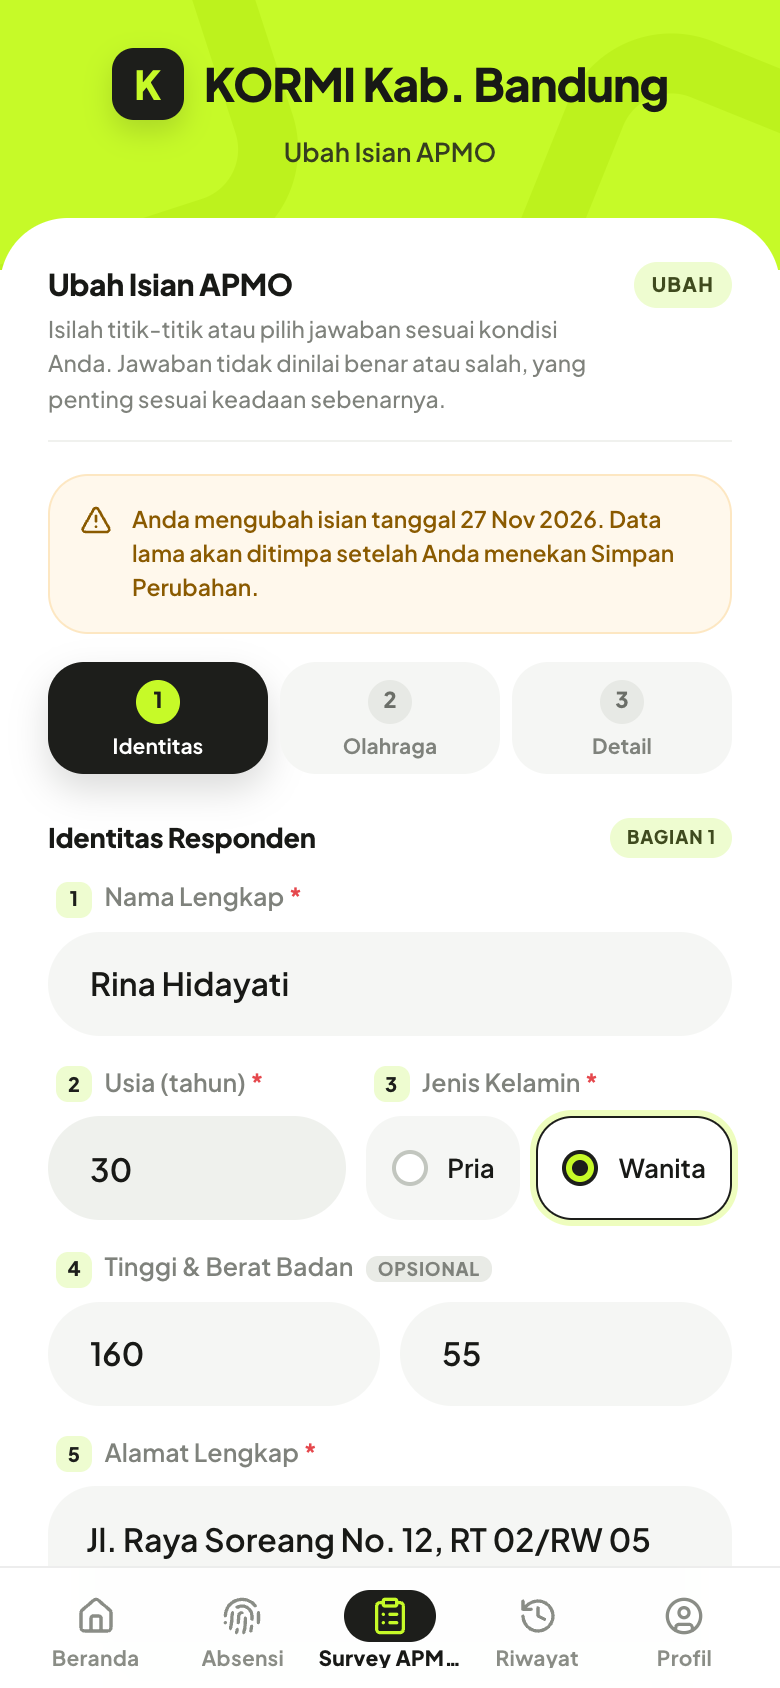 K KORMI Kab. Bandung
Ubah Isian APMO
Ubah Isian APMO UBAH
Isilah titik-titik atau pilih jawaban sesuai kondisi
Anda. Jawaban tidak dinilai benar atau salah, yang
penting sesuai keadaan sebenarnya.
Anda mengubah isian tanggal 27 Nov 2026. Data
lama akan ditimpa setelah Anda menekan Simpan
Perubahan.
1 2 3
Identitas Olahraga Detail
Identitas Responden BAGIAN 1
1 Nama Lengkap *
Rina Hidayati
2 Usia (tahun) * 3 Jenis Kelamin *
30 Pria Wanita
4 Tinggi & Berat Badan OPSIONAL
160 55
5 Alamat Lengkap *
Jl. Raya Soreang No. 12, RT 02/RW 05
Beranda Absensi Survey APM... Riwayat Profil